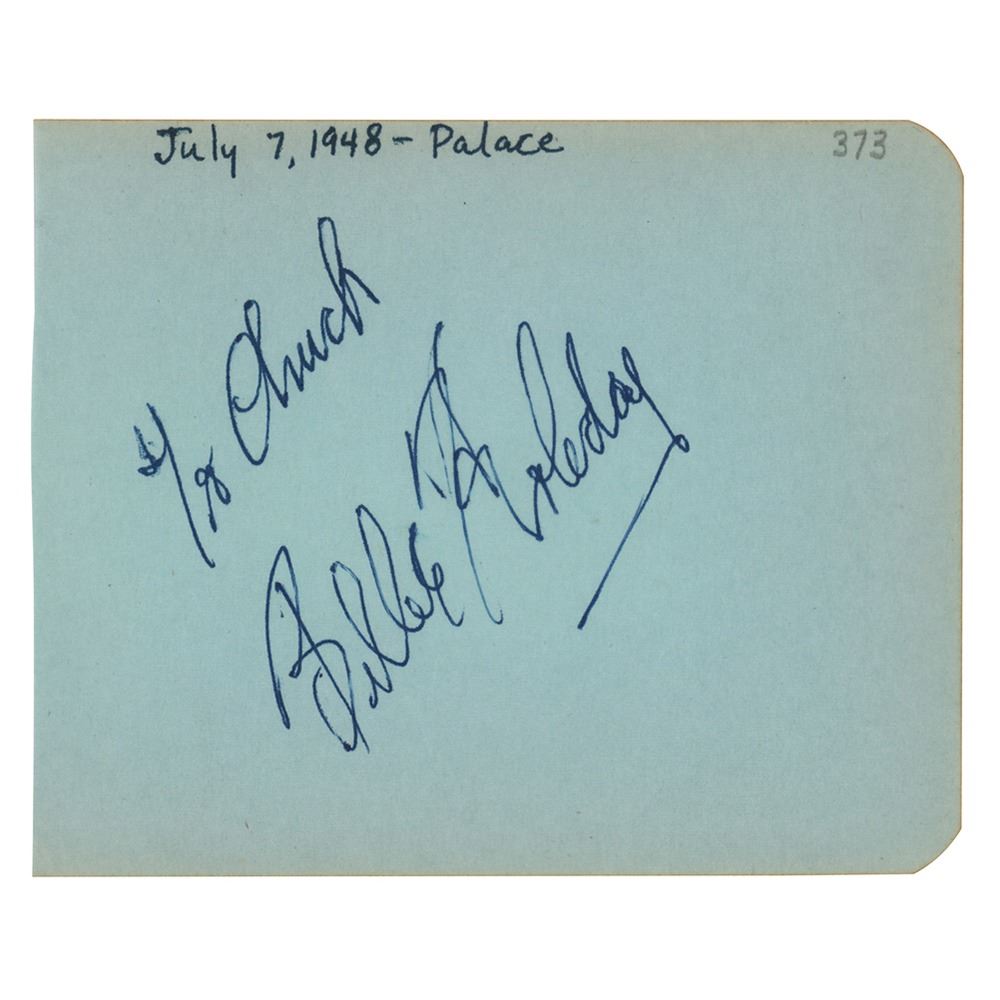 July 7, 1948 - Palace
373
To Chuck
Billie Holiday